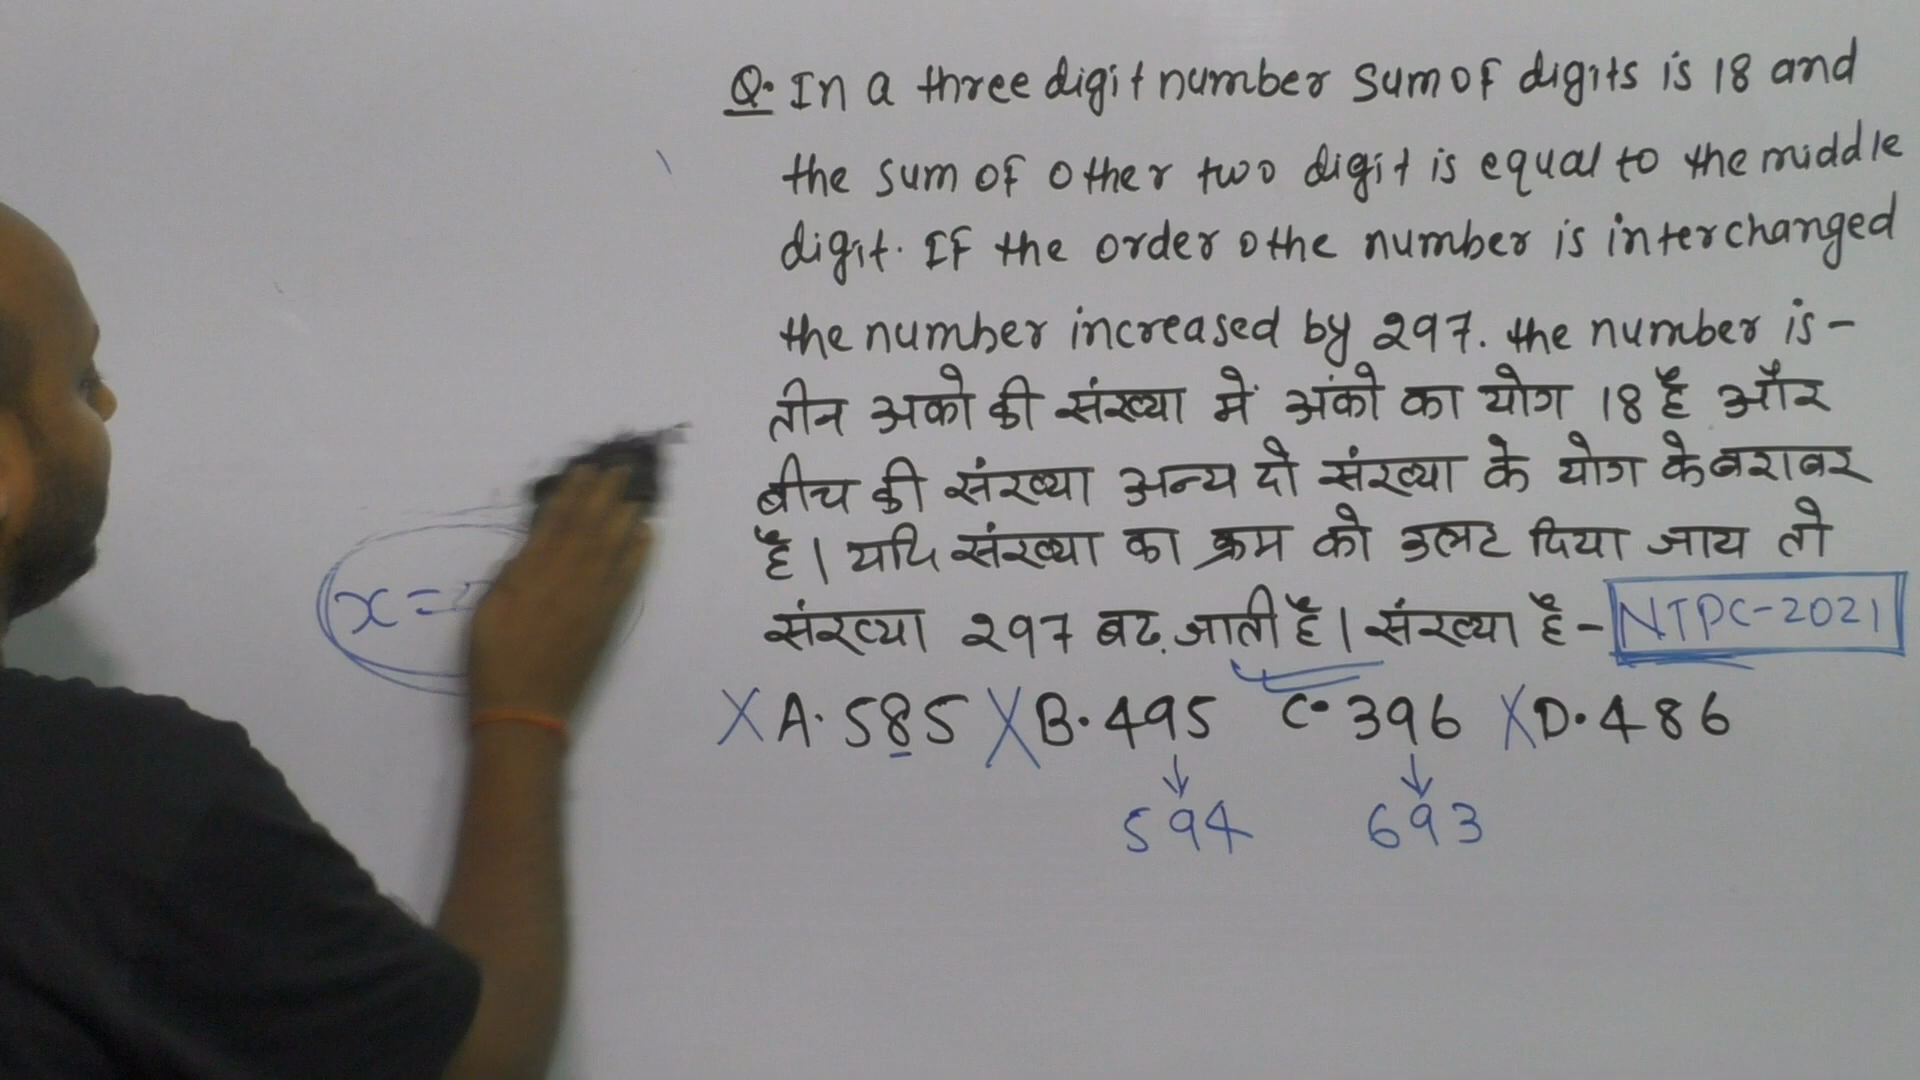 Q. In a three digit number sum of digits is 18 and
the sum of other two digit is equal to the middle
digit. If the order othe number is interchanged
the number increased by 297. the number is -
तीन अको की संख्या में अंको का योग 18 है और
बीच की संख्या अन्य दो संख्या के योग के बराबर
है। यदि संख्या का क्रम को उलट दिया जाय तो
संख्या 297 बढ़ जाती है। संख्या है - NTPC-2021
X A. 585 X B. 495 C. 396 X D. 486
594 693
x =